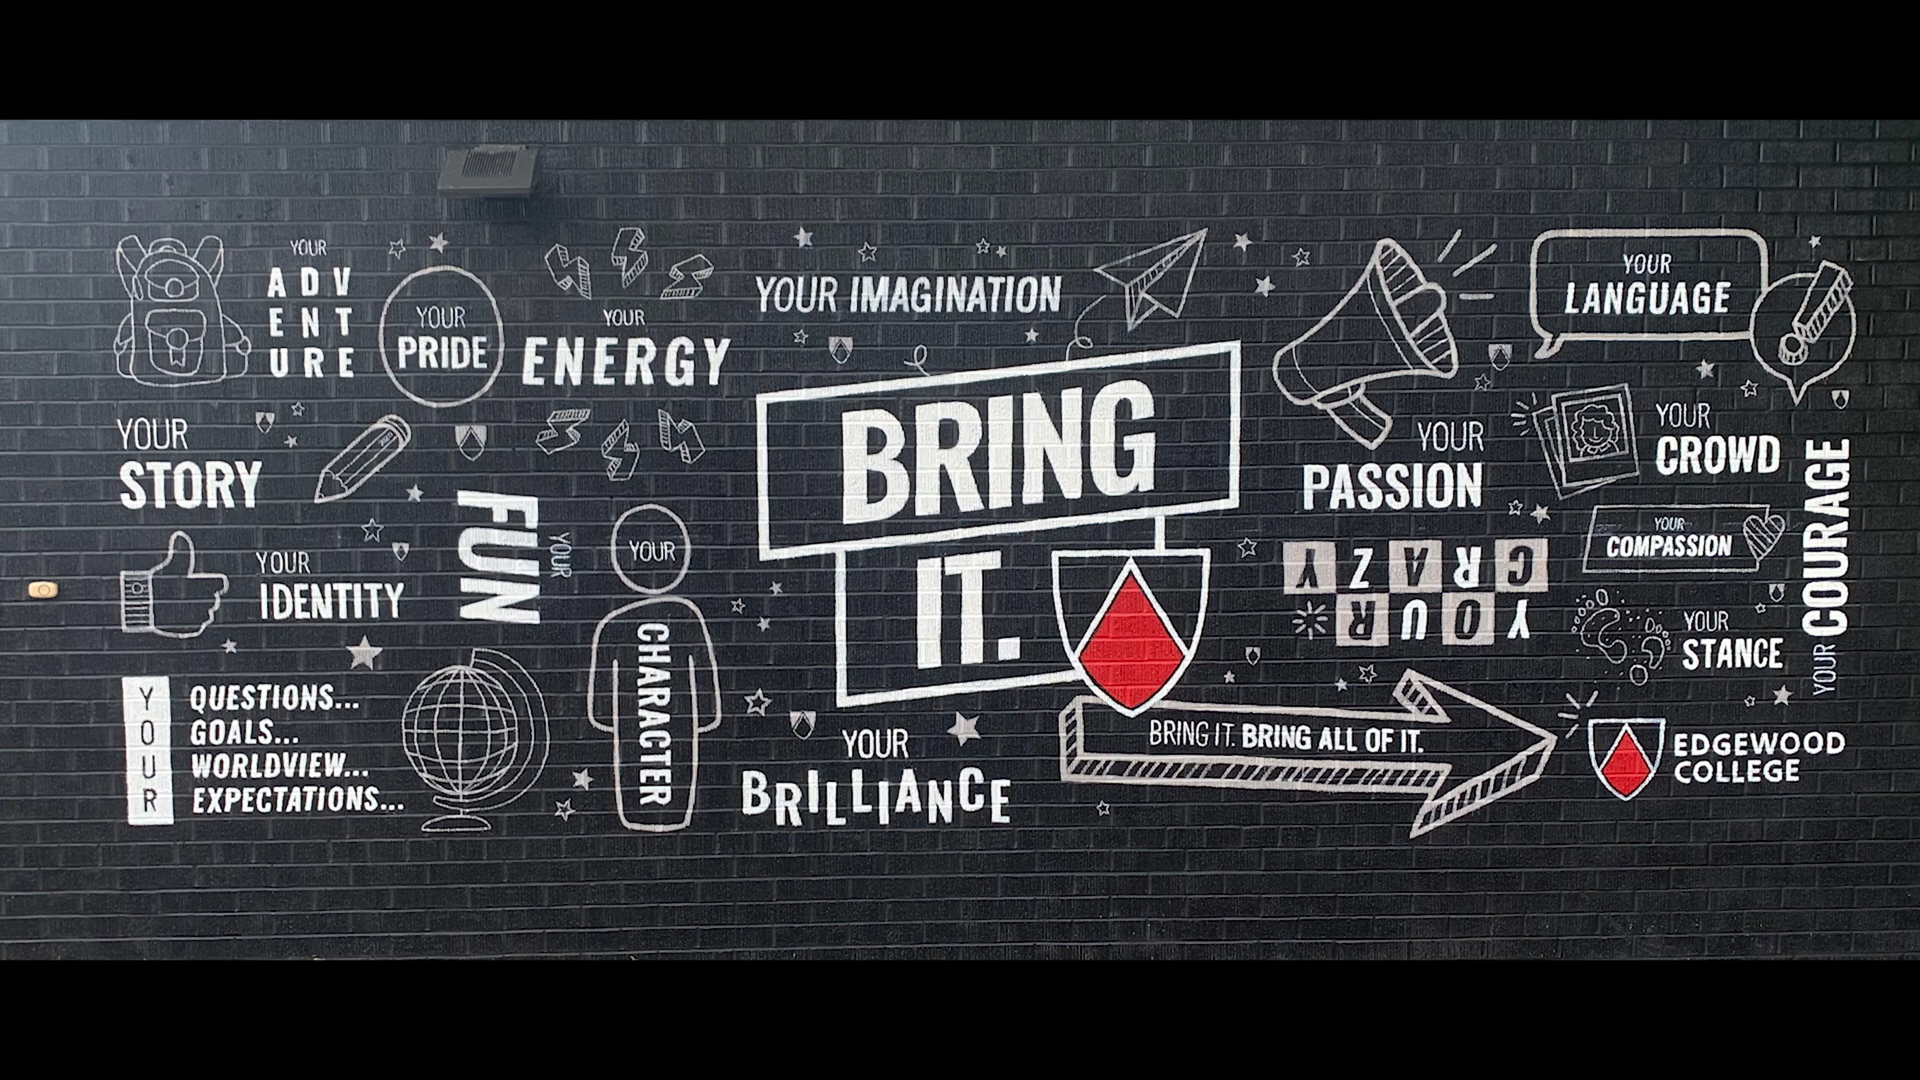 YOUR
ADV
ENT
URE
YOUR
PRIDE
YOUR
ENERGY
YOUR IMAGINATION
YOUR
LANGUAGE
YOUR
STORY
YOUR
FUN
BRING
IT.
YOUR
PASSION
YOUR
CROWD
YOUR COURAGE
YOUR
IDENTITY
YOUR
CHARACTER
YOUR
CRAZY
YOUR
COMPASSION
YOUR
STANCE
YOUR
QUESTIONS...
GOALS...
WORLDVIEW...
EXPECTATIONS...
YOUR
BRILLIANCE
BRING IT. BRING ALL OF IT.
EDGEWOOD
COLLEGE